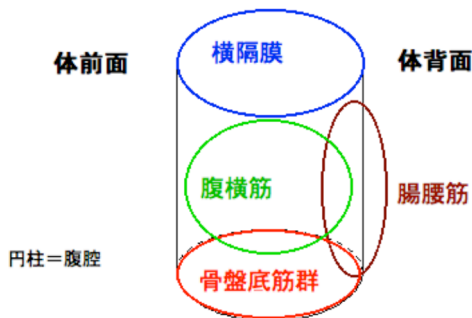 横隔膜
体前面
体背面
腹横筋
腸腰筋
円柱＝腹腔
骨盤底筋群